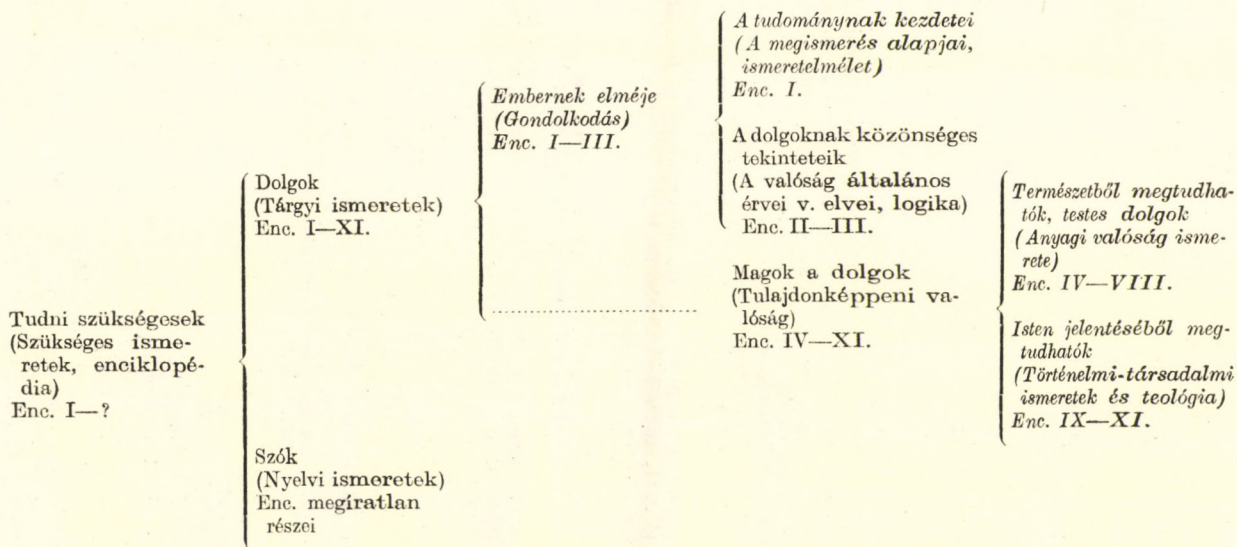 Tudni szükségesek
(Szükséges isme-
retek, enciklopé-
dia)
Enc. I—?
Dolgok
(Tárgyi ismeretek)
Enc. I—XI.
Szók
(Nyelvi ismeretek)
Enc. megíratlan
részei
Embernek elméje
(Gondolkodás)
Enc. I—III.
A tudománynak kezdetei
(A megismerés alapjai,
ismeretelmélet)
Enc. I.
A dolgoknak közönséges
tekinteteik
(A valóság általános
érvei v. elvei, logika)
Enc. II—III.
Magok a dolgok
(Tulajdonképpeni va-
lóság)
Enc. IV—XI.
Természetből megtudha-
tók, testes dolgok
(Anyagi valóság isme-
rete)
Enc. IV—VIII.
Isten jelentéséből meg-
tudhatók
(Történelmi-társadalmi
ismeretek és teológia)
Enc. IX—XI.